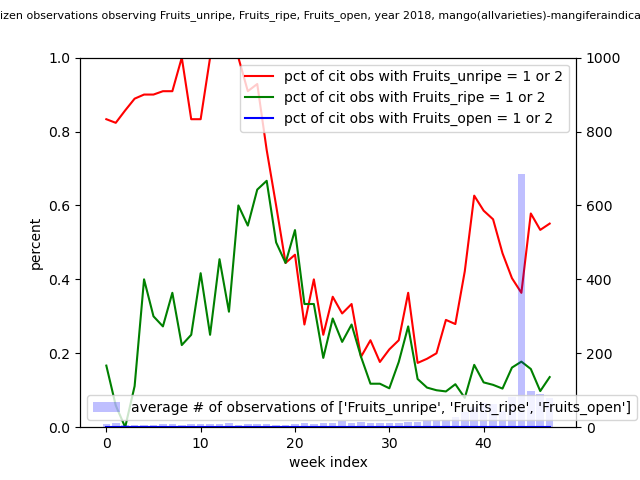 izen observations observing Fruits_unripe, Fruits_ripe, Fruits_open, year 2018, mango(allvarieties)-mangiferaindica
1.0
0.8
0.6
0.4
0.2
0.0
percent
1000
800
600
400
200
0
pct of cit obs with Fruits_unripe = 1 or 2
pct of cit obs with Fruits_ripe = 1 or 2
pct of cit obs with Fruits_open = 1 or 2
average # of observations of ['Fruits_unripe', 'Fruits_ripe', 'Fruits_open']
0 10 20 30 40
week index